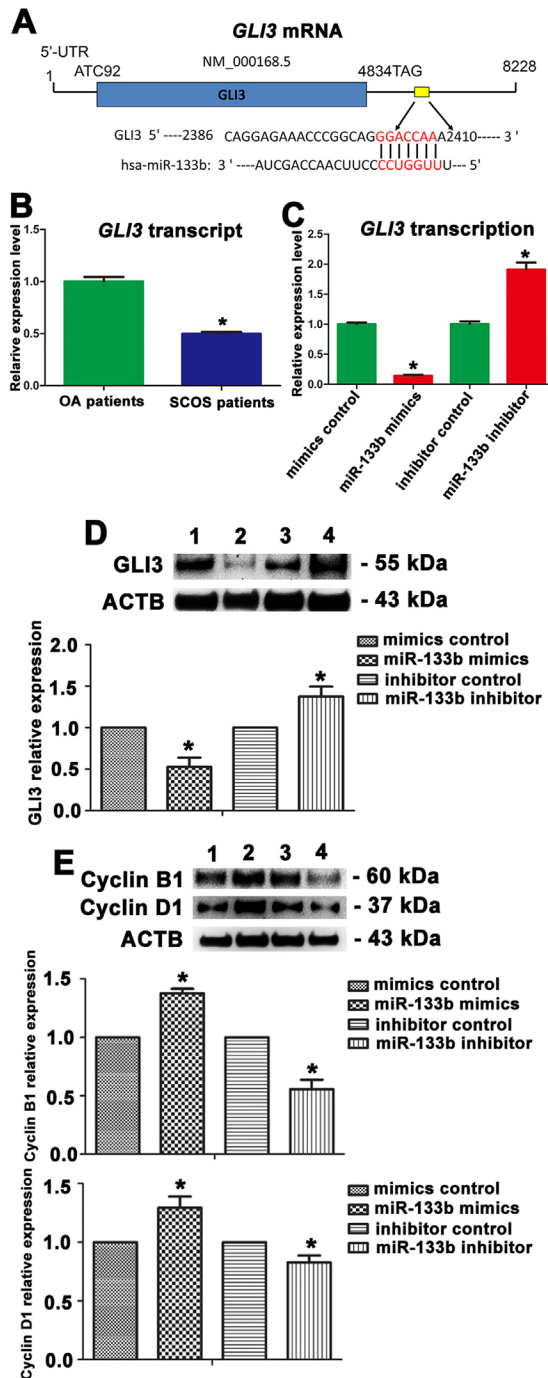 A
GLI3 mRNA
5'-UTR
NM_000168.5
1
ATC92
4834TAG
8228
GLI3
GLI3 5' ----2386 CAGGAGAAACCCGGCAGGGACCAAA2410----- 3 '
hsa-miR-133b: 3 ' ----AUCGACCAACUUCCCCUGGUUU--- 5'
B
GLI3 transcript
Relarive expression level
1.5
1.0
0.5
0.0
*
OA patients
SCOS patients
C
GLI3 transcription
Relative expression level
2.5
2.0
1.5
1.0
0.5
0.0
*
*
mimics control
miR-133b mimics
inhibitor control
miR-133b inhibitor
D
1 2 3 4
GLI3 - 55 kDa
ACTB - 43 kDa
GLI3 relative expression
2.0
1.5
1.0
0.5
0.0
*
*
mimics control
miR-133b mimics
inhibitor control
miR-133b inhibitor
E
1 2 3 4
Cyclin B1 - 60 kDa
Cyclin D1 - 37 kDa
ACTB - 43 kDa
Cyclin B1 relative expression
1.5
1.0
0.5
0.0
*
*
mimics control
miR-133b mimics
inhibitor control
miR-133b inhibitor
Cyclin D1 relative expression
1.5
1.0
0.5
0.0
*
*
mimics control
miR-133b mimics
inhibitor control
miR-133b inhibitor